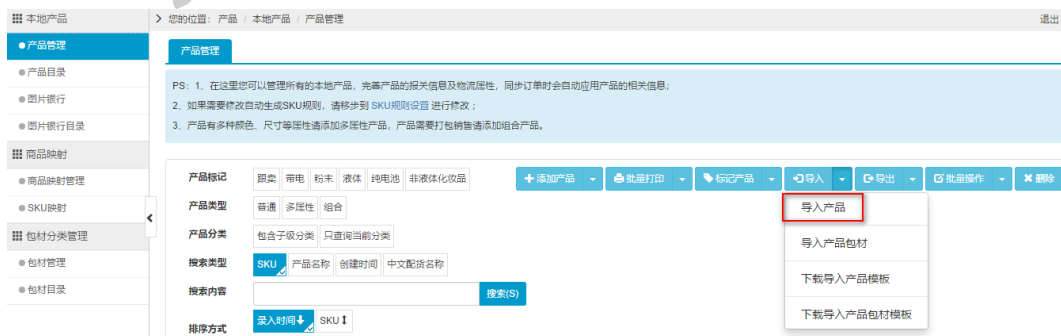 本地产品
您的位置： 产品 / 本地产品 / 产品管理
退出
产品管理
产品目录
图片银行
图片银行目录
商品映射
商品映射管理
SKU映射
包材分类管理
包材管理
包材目录
产品管理
PS：1、在这里您可以管理所有的本地产品，完善产品的报关信息及物流属性，同步订单时会自动应用产品的相关信息；
2、如果需要修改自动生成SKU规则，请移步到 SKU规则设置 进行修改；
3、产品有多种颜色、尺寸等属性请添加多属性产品，产品需要打包销售请添加组合产品。
产品标记 跟卖 带电 粉末 液体 纯电池 非液体化妆品
添加产品 批量打印 标记产品 导入 导出 批量操作 删除
产品类型 普通 多属性 组合
产品分类 包含子级分类 只查询当前分类
搜索类型 SKU 产品名称 创建时间 中文配货名称
搜索内容 搜索(S)
排序方式 录入时间 SKU
导入产品
导入产品包材
下载导入产品模板
下载导入产品包材模板